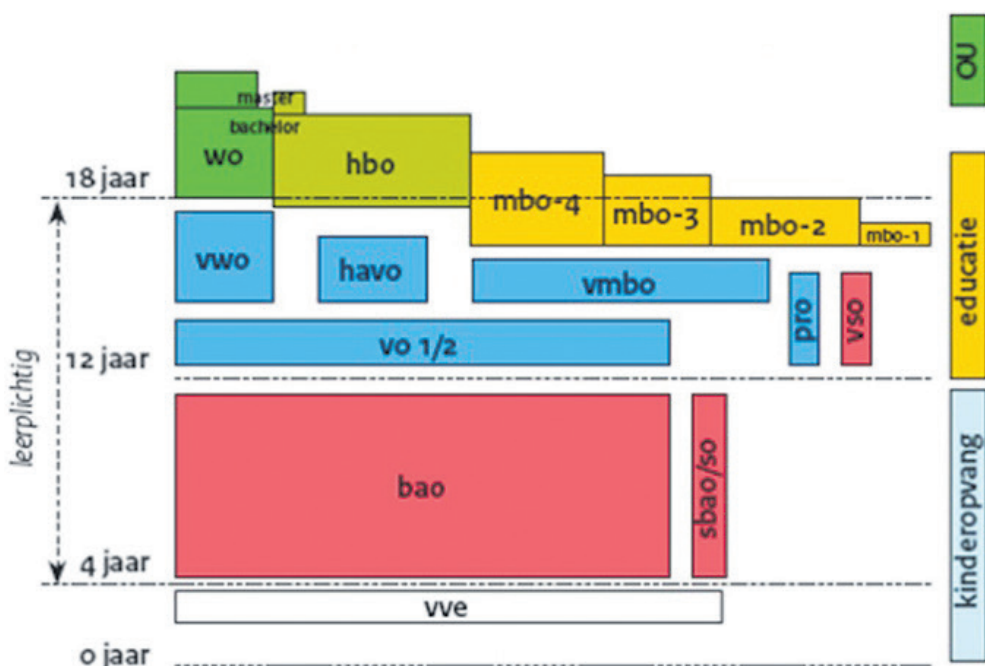 OU
master
bachelor
wo
hbo
18 jaar
mbo-4
mbo-3
mbo-2
mbo-1
educatie
vwo
havo
vmbo
pro
vso
vo 1/2
12 jaar
leerplichtig
bao
sbao/so
kinderopvang
4 jaar
vve
0 jaar